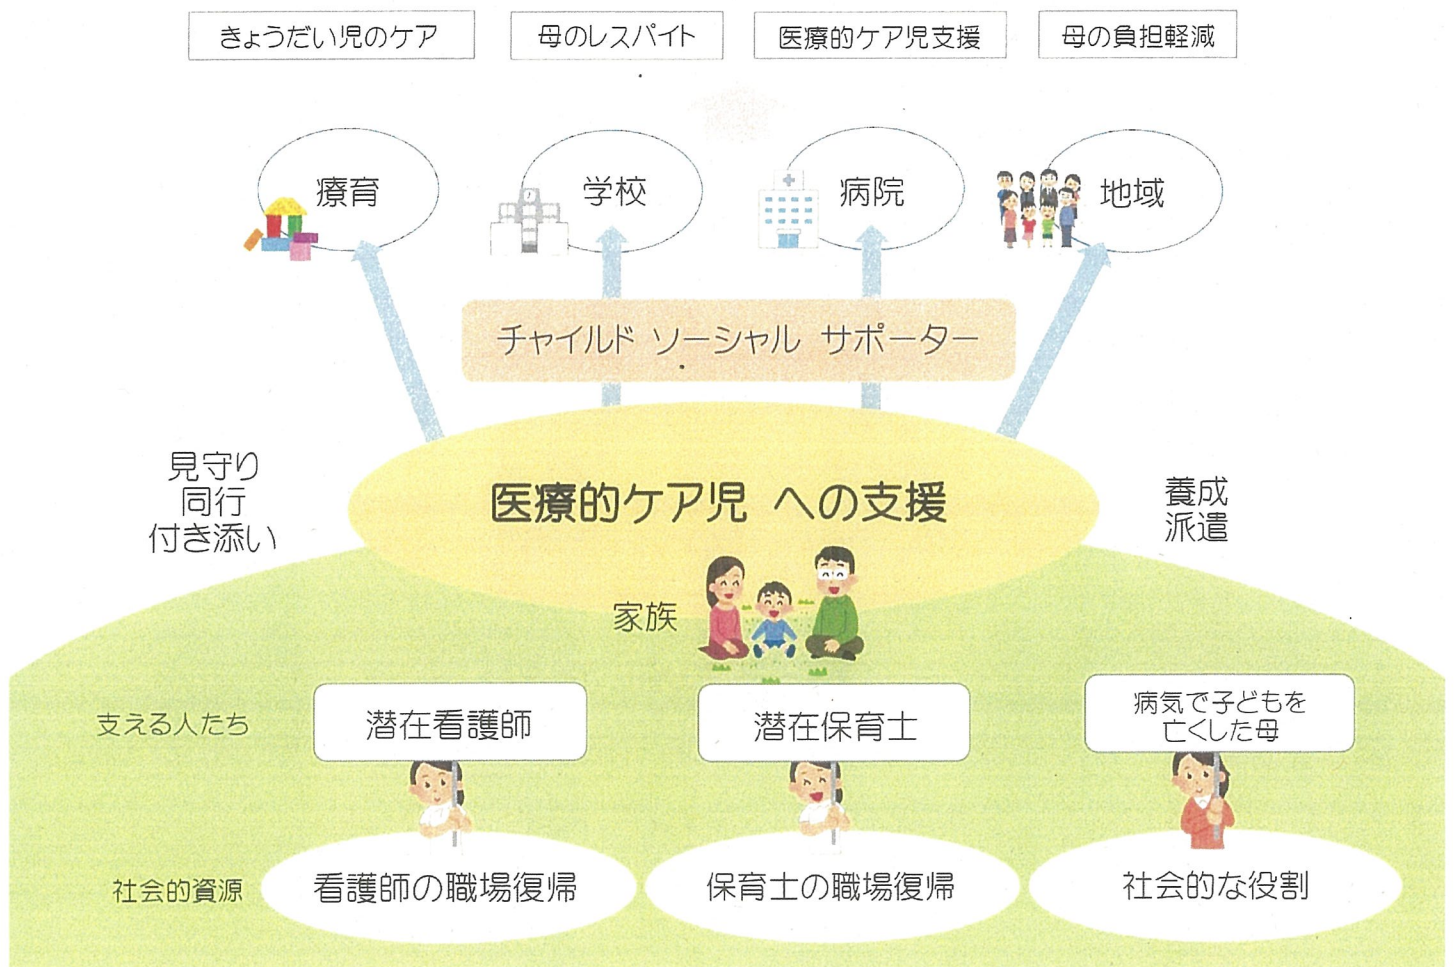 きょうだい児のケア
母のレスパイト
医療的ケア児支援
母の負担軽減
療育
学校
病院
地域
チャイルド ソーシャル サポーター
見守り
同行
付き添い
医療的ケア児 への支援
養成
派遣
家族
支える人たち
潜在看護師
潜在保育士
病気で子どもを
亡くした母
社会的資源
看護師の職場復帰
保育士の職場復帰
社会的な役割